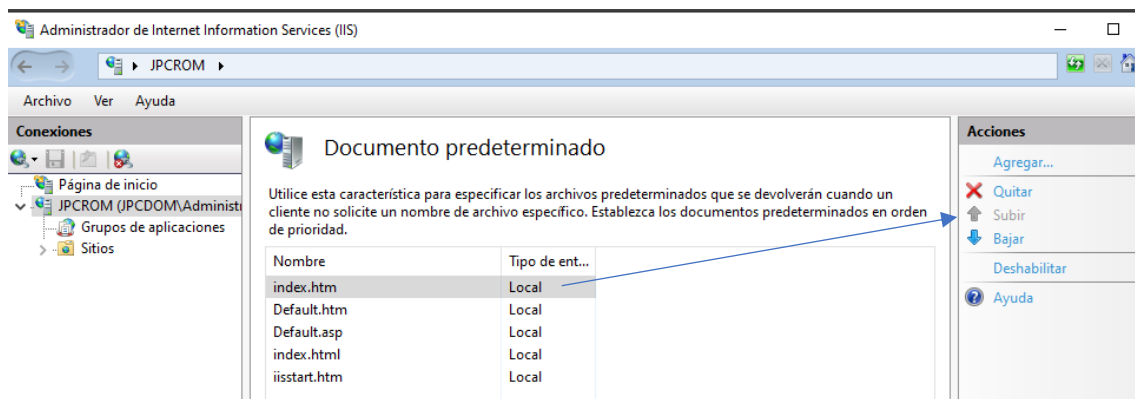 Administrador de Internet Information Services (IIS)
JPCROM
Archivo Ver Ayuda
Conexiones
Página de inicio
JPCROM (JPCDOM\Administr
Grupos de aplicaciones
Sitios
Documento predeterminado
Utilice esta característica para especificar los archivos predeterminados que se devolverán cuando un
cliente no solicite un nombre de archivo específico. Establezca los documentos predeterminados en orden
de prioridad.
Nombre Tipo de ent...
index.htm Local
Default.htm Local
Default.asp Local
index.html Local
iisstart.htm Local
Acciones
Agregar...
Quitar
Subir
Bajar
Deshabilitar
Ayuda